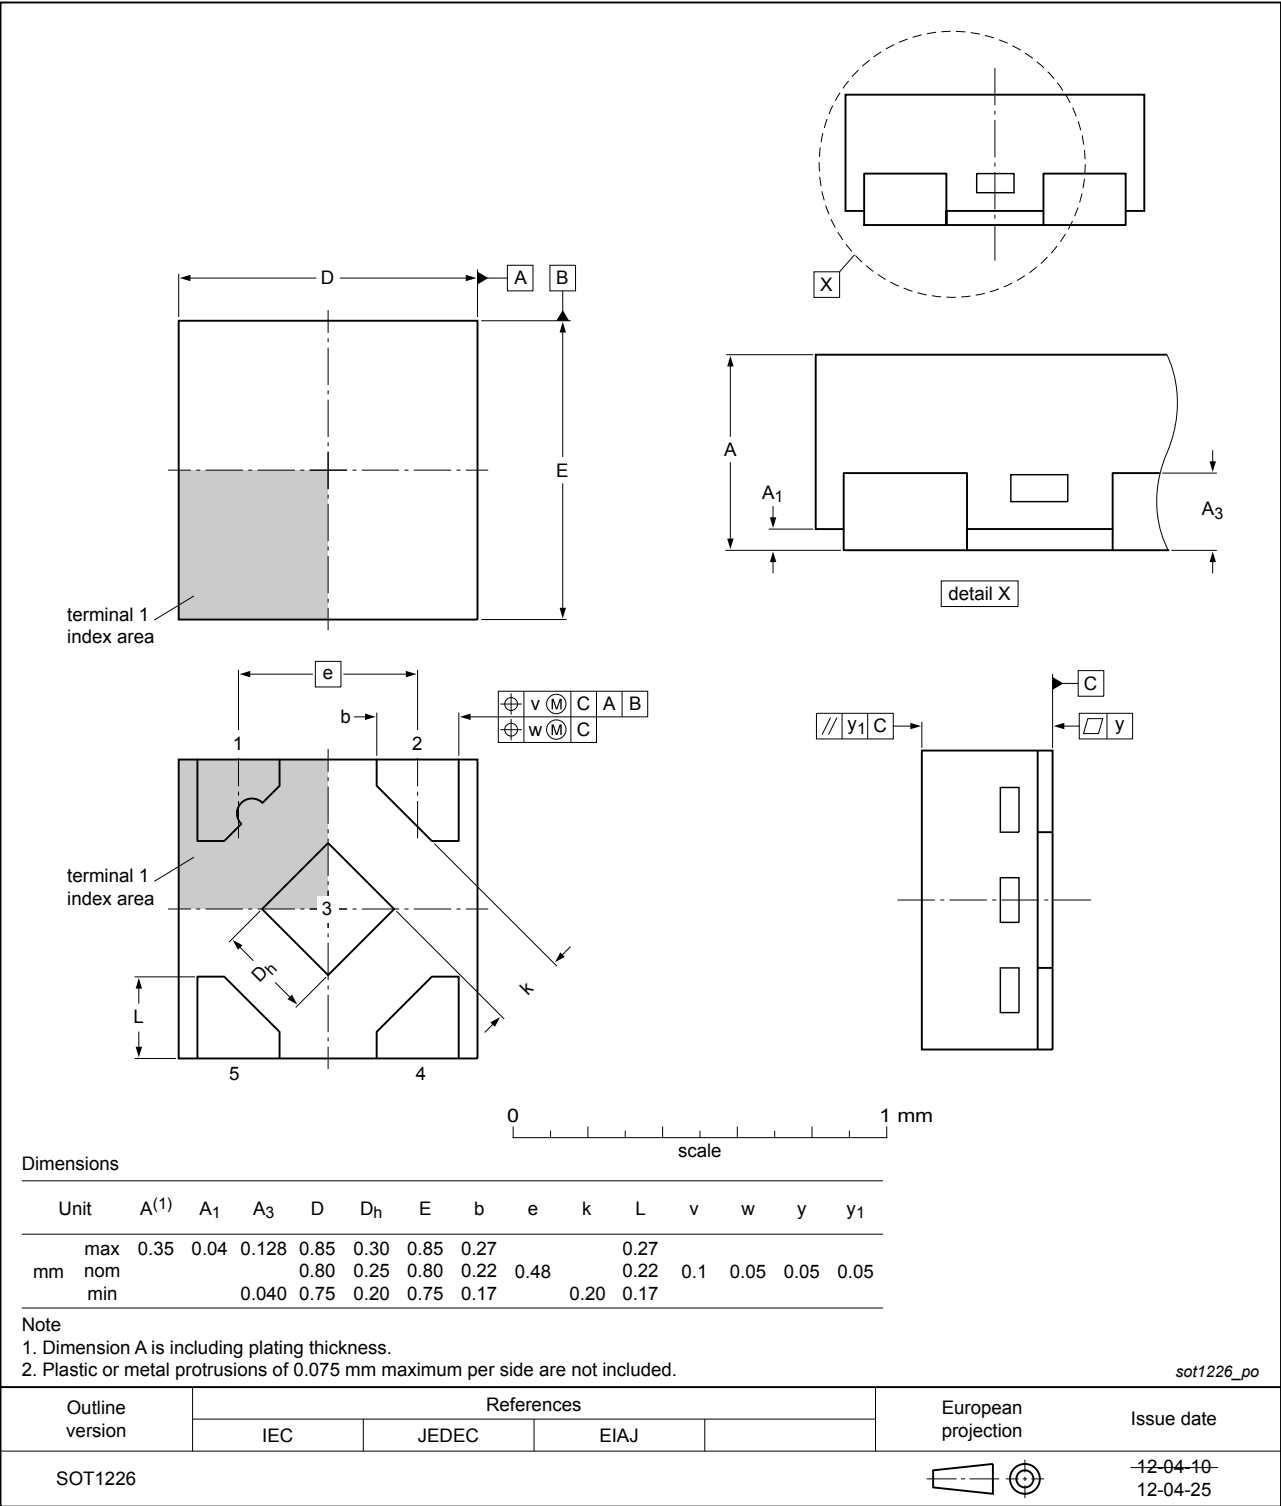 X
D
A
B
E
terminal 1
index area
A
A1
A3
detail X
e
b
v M C A B
w M C
1
2
terminal 1
index area
3
Dh
k
L
5
4
C
// y1 C
y
0
1 mm
scale
Dimensions
Unit A(1) A1 A3 D Dh E b e k L v w y y1
max 0.35 0.04 0.128 0.85 0.30 0.85 0.27 0.27
mm nom 0.80 0.25 0.80 0.22 0.48 0.22 0.1 0.05 0.05 0.05
min 0.040 0.75 0.20 0.75 0.17 0.20 0.17
Note
1. Dimension A is including plating thickness.
2. Plastic or metal protrusions of 0.075 mm maximum per side are not included.
sot1226_po
Outline
version
References
IEC JEDEC EIAJ
European
projection
Issue date
SOT1226
12-04-10
12-04-25